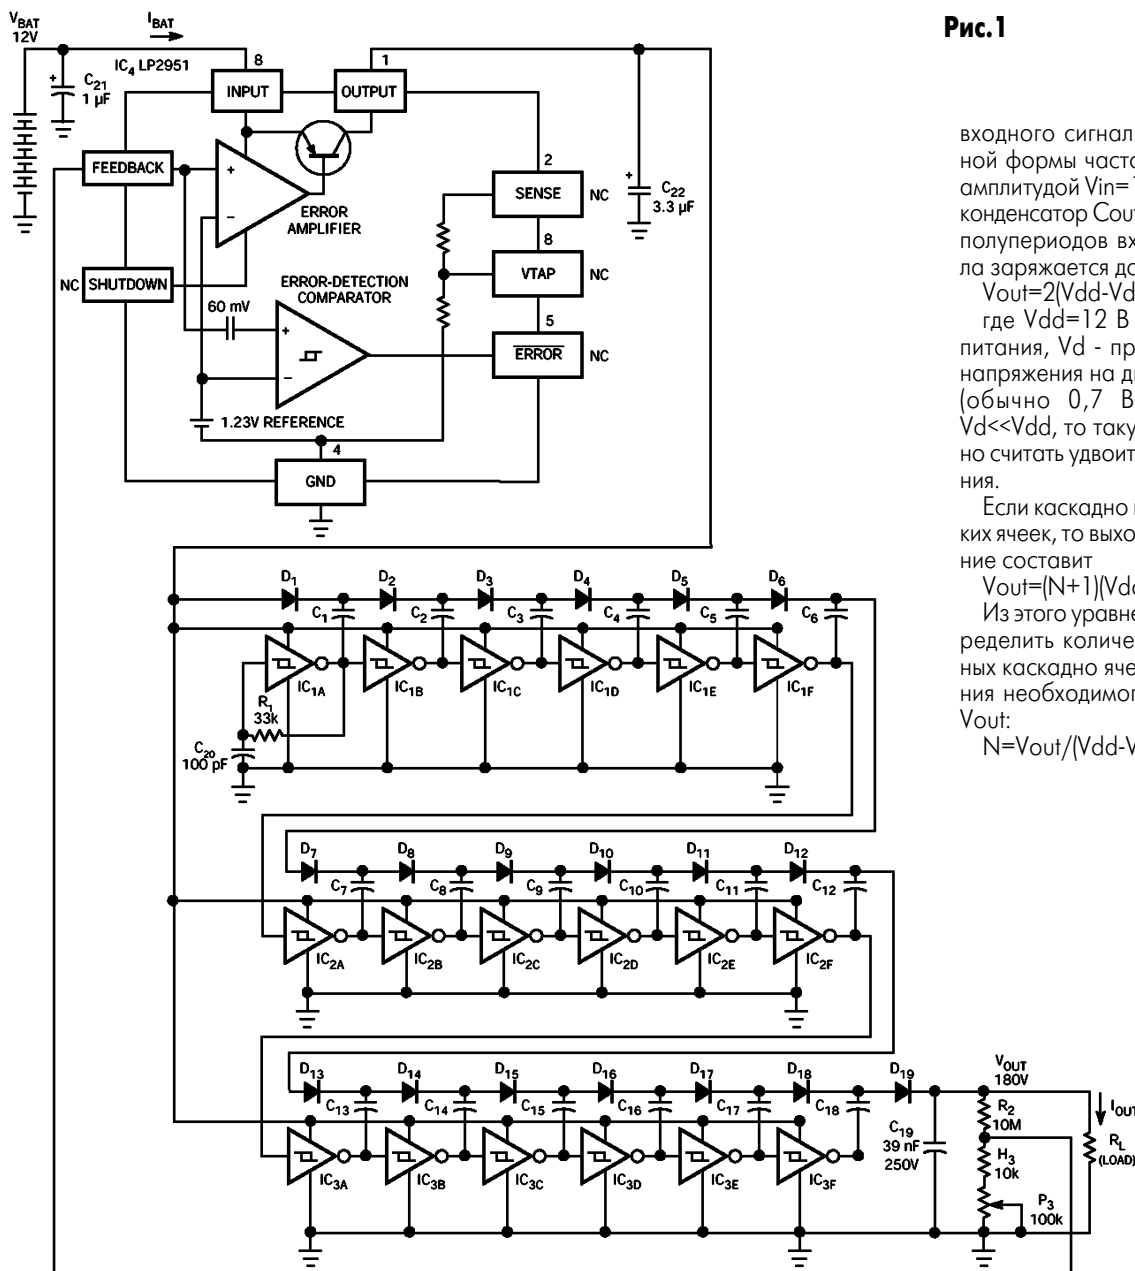 Рис.1
V_BAT
12V
I_BAT
IC4 LP2951
C21
1 µF
+
8
1
INPUT
OUTPUT
FEEDBACK
+
−
ERROR
AMPLIFIER
2
SENSE
NC
+
C22
3.3 µF
8
VTAP
NC
NC
SHUTDOWN
ERROR-DETECTION
COMPARATOR
60 mV
+
−
5
ERROR
NC
1.23V REFERENCE
4
GND
входного сигнал
ной формы часто
амплитудой Vin=
конденсатор Cou
полупериодов вх
ла заряжается до
Vout=2(Vdd-Vd
где Vdd=12 В
питания, Vd - пр
напряжения на ди
(обычно 0,7 В
Vd<<Vdd, то таку
но считать удвоит
ния.
Если каскадно
ких ячеек, то выхо
ние составит
Vout=(N+1)(Vdd
Из этого уравне
ределить количе
ных каскадно яче
ния необходимог
Vout:
N=Vout/(Vdd-V
D1 D2 D3 D4 D5 D6
C1 C2 C3 C4 C5 C6
IC1A IC1B IC1C IC1D IC1E IC1F
R1
33k
C20
100 pF
D7 D8 D9 D10 D11 D12
C7 C8 C9 C10 C11 C12
IC2A IC2B IC2C IC2D IC2E IC2F
D13 D14 D15 D16 D17 D18 D19
C13 C14 C15 C16 C17 C18
IC3A IC3B IC3C IC3D IC3E IC3F
C19
39 nF
250V
V_OUT
180V
R2
10M
H3
10k
P3
100k
I_OUT
RL
(LOAD)